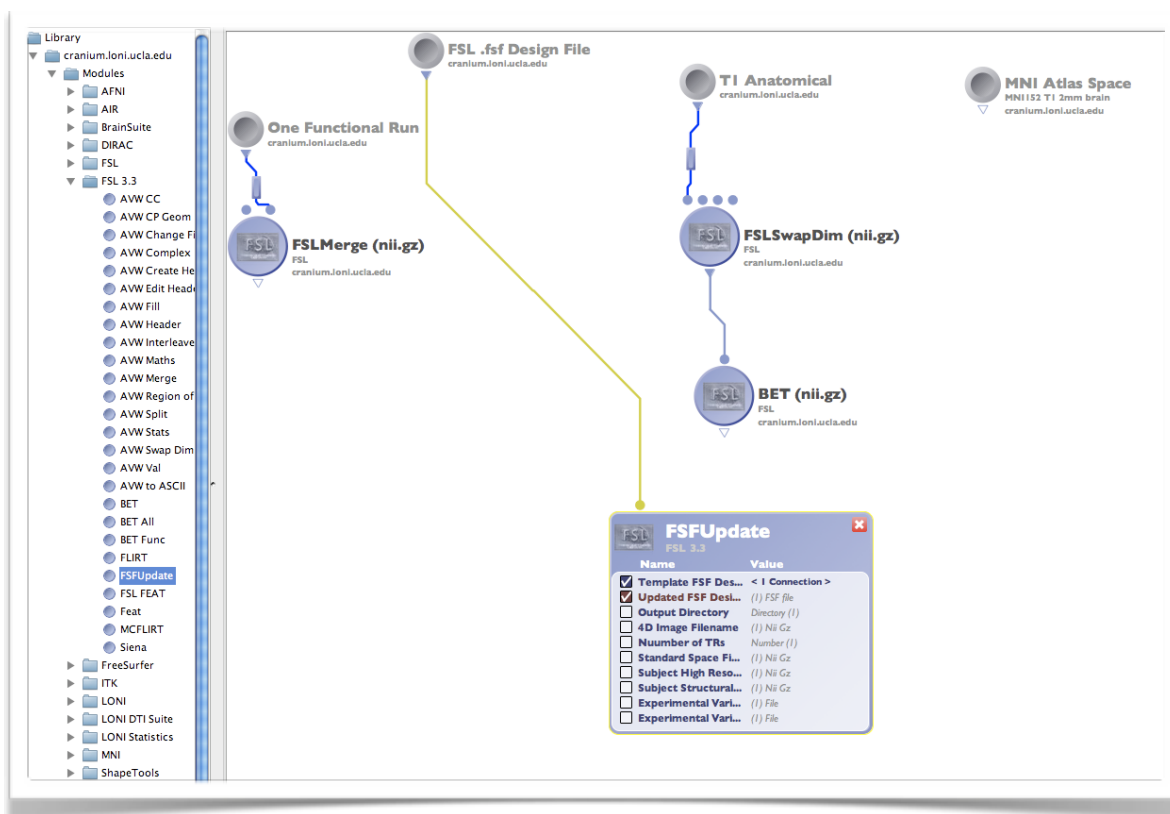 Library
cranium.loni.ucla.edu
Modules
AFNI
AIR
BrainSuite
DIRAC
FSL
FSL 3.3
AVW CC
AVW CP Geom
AVW Change Fi
AVW Complex
AVW Create He
AVW Edit Heade
AVW Fill
AVW Header
AVW Interleave
AVW Maths
AVW Merge
AVW Region of
AVW Split
AVW Stats
AVW Swap Dim
AVW Val
AVW to ASCII
BET
BET All
BET Func
FLIRT
FSFUpdate
FSL FEAT
Feat
MCFLIRT
Siena
FreeSurfer
ITK
LONI
LONI DTI Suite
LONI Statistics
MNI
ShapeTools
FSL .fsf Design File
cranium.loni.ucla.edu
T1 Anatomical
cranium.loni.ucla.edu
MNI Atlas Space
MNI152 T1 2mm brain
cranium.loni.ucla.edu
One Functional Run
cranium.loni.ucla.edu
FSL
FSLMerge (nii.gz)
FSL
cranium.loni.ucla.edu
FSL
FSLSwapDim (nii.gz)
FSL
cranium.loni.ucla.edu
FSL
BET (nii.gz)
FSL
cranium.loni.ucla.edu
FSL
FSFUpdate
FSL 3.3
Name Value
Template FSF Des... < 1 Connection >
Updated FSF Desi... (1) FSF file
Output Directory Directory (1)
4D Image Filename (1) Nii Gz
Nuumber of TRs Number (1)
Standard Space Fi... (1) Nii Gz
Subject High Reso... (1) Nii Gz
Subject Structural... (1) Nii Gz
Experimental Vari... (1) File
Experimental Vari... (1) File